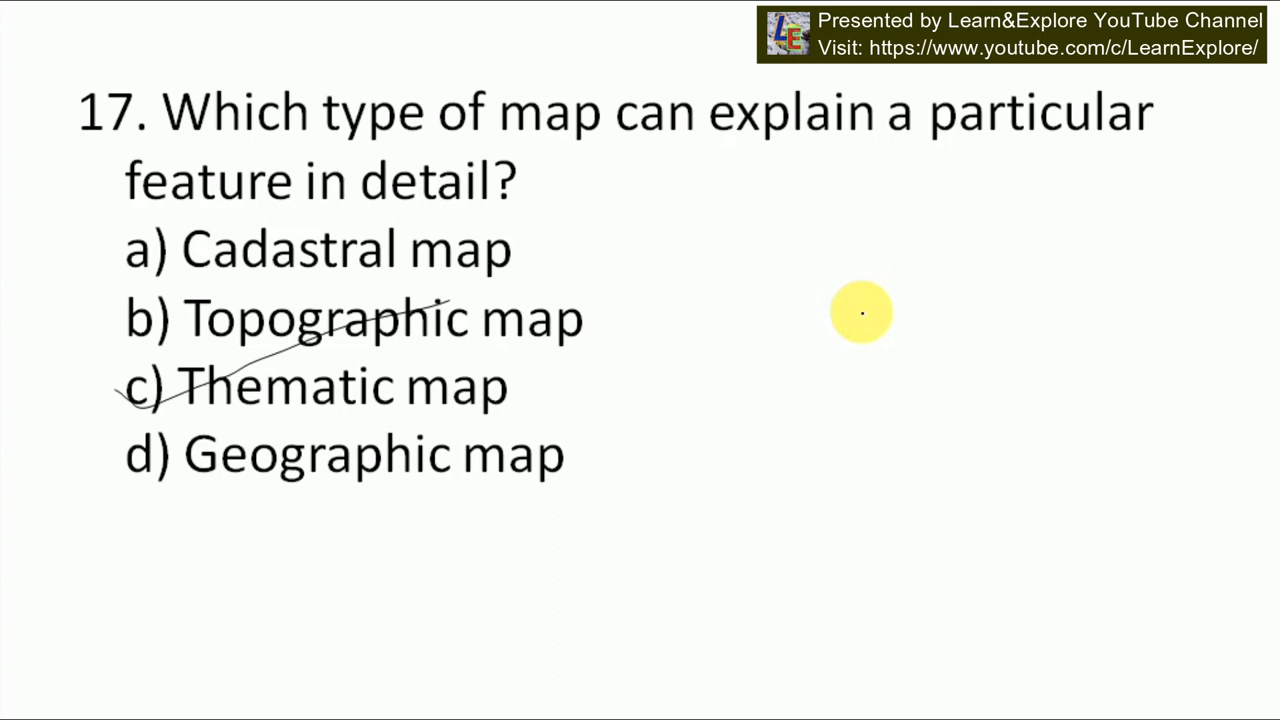 Presented by Learn&Explore YouTube Channel
Visit: https://www.youtube.com/c/LearnExplore/
LE
17. Which type of map can explain a particular
feature in detail?
a) Cadastral map
b) Topographic map
c) Thematic map
d) Geographic map